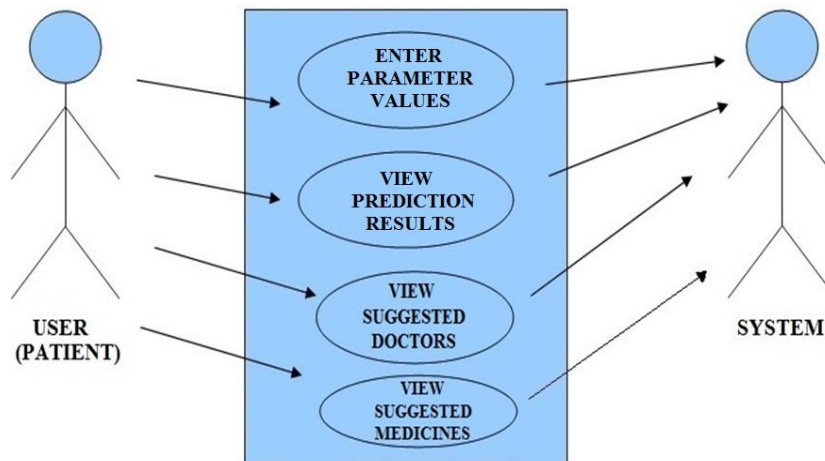 ENTER
PARAMETER
VALUES
VIEW
PREDICTION
RESULTS
VIEW
SUGGESTED
DOCTORS
VIEW
SUGGESTED
MEDICINES
USER
(PATIENT)
SYSTEM